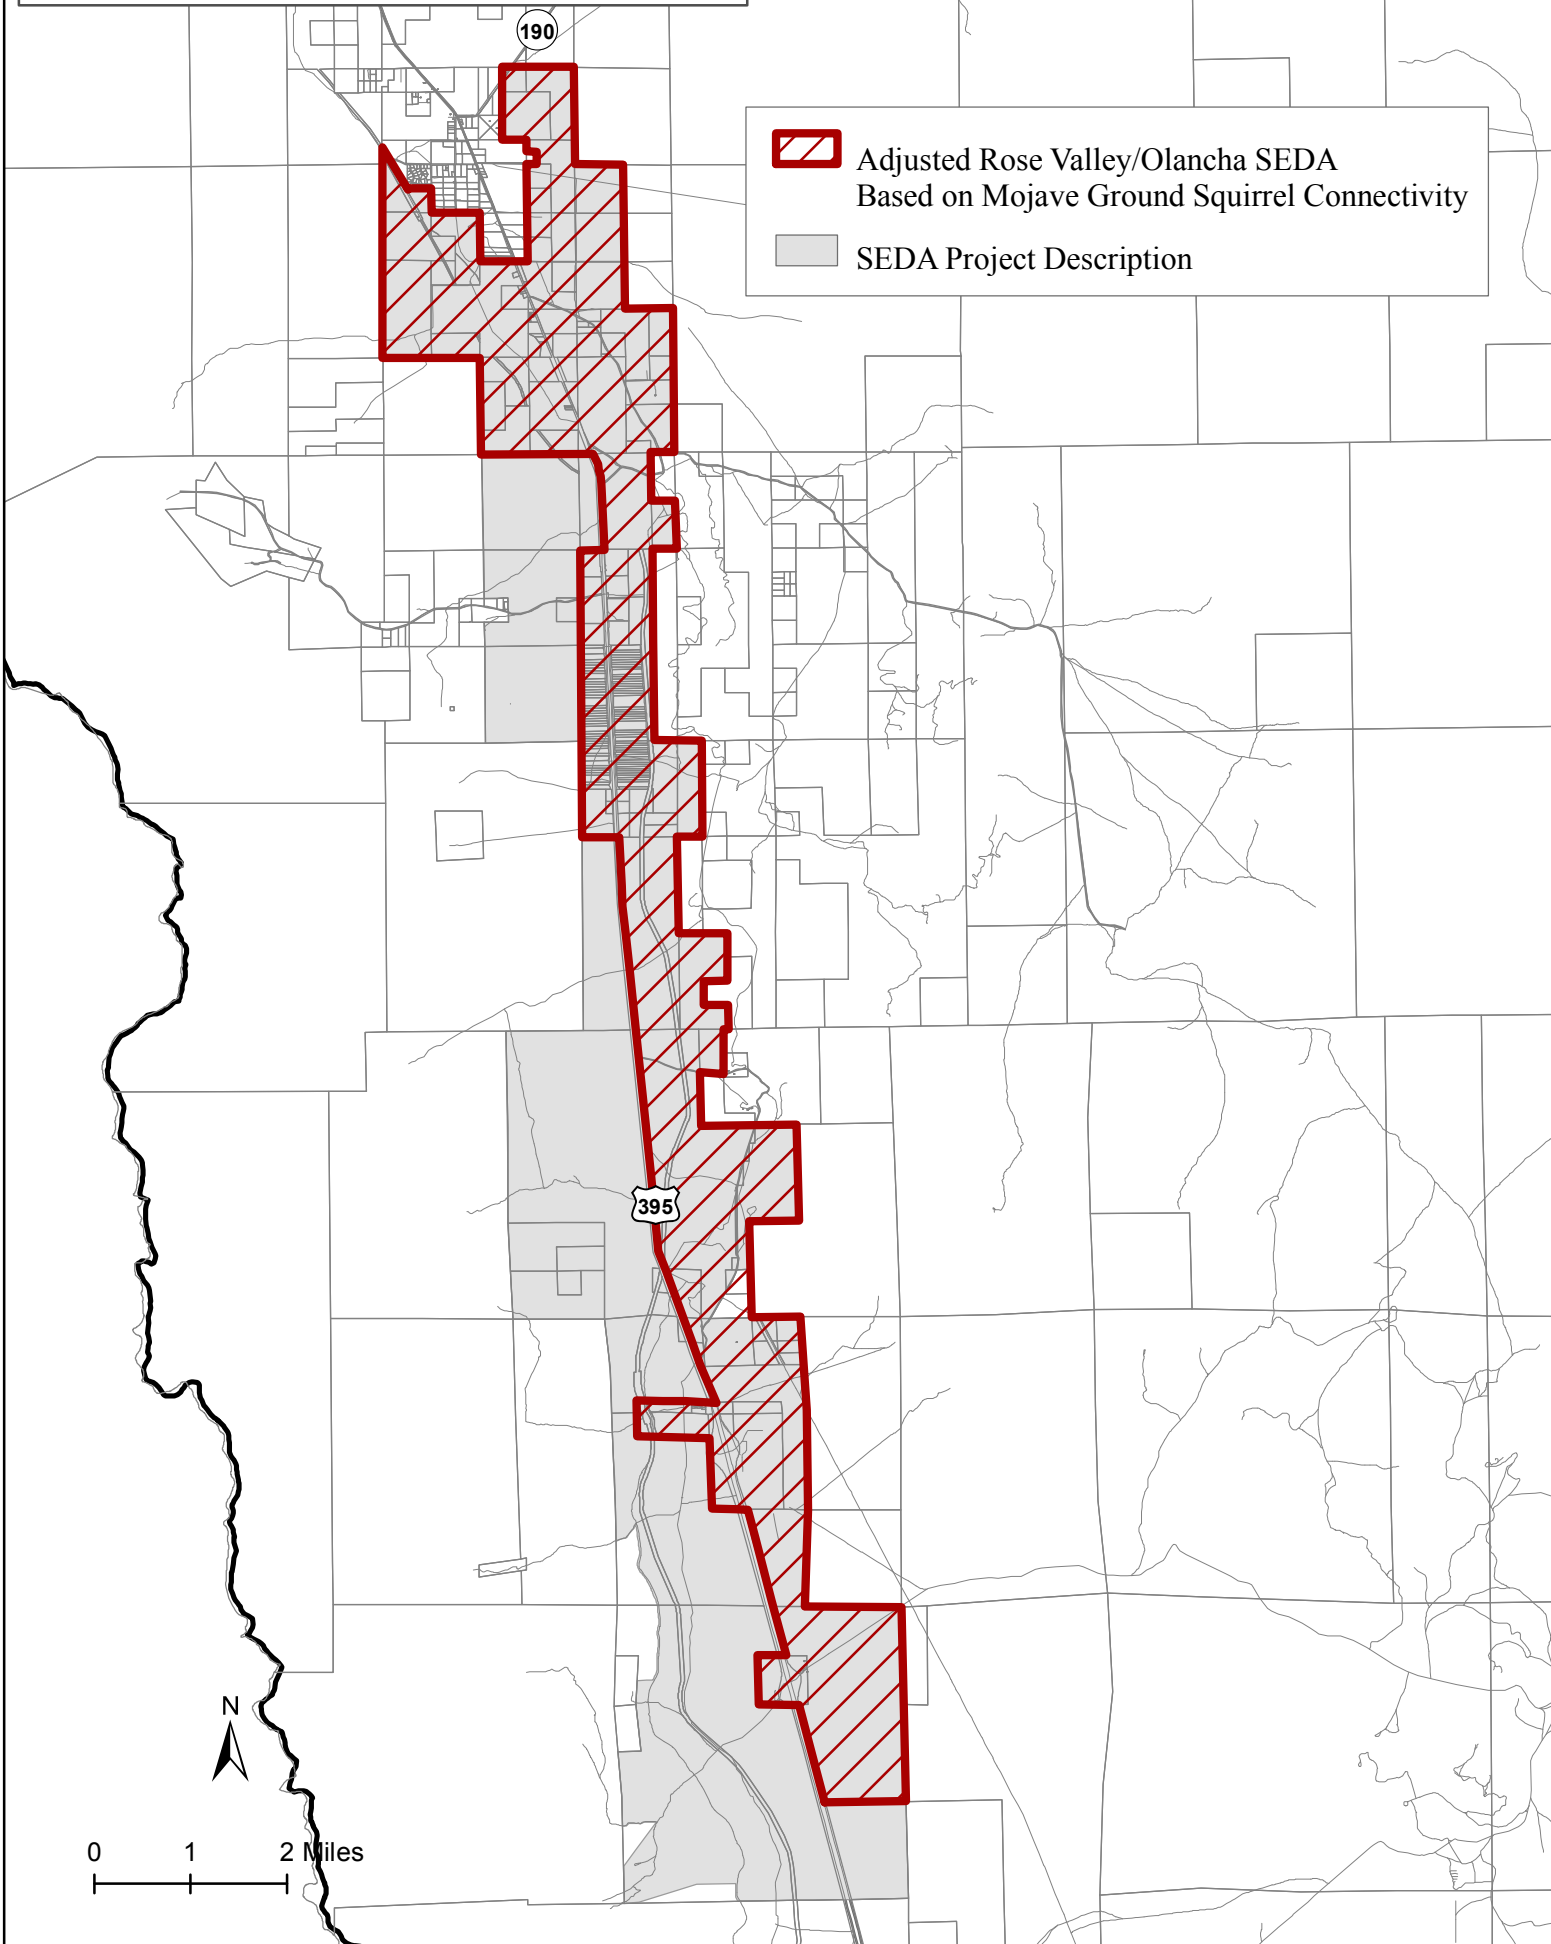 190
Adjusted Rose Valley/Olancha SEDA
Based on Mojave Ground Squirrel Connectivity
SEDA Project Description
395
N
0 1 2 Miles